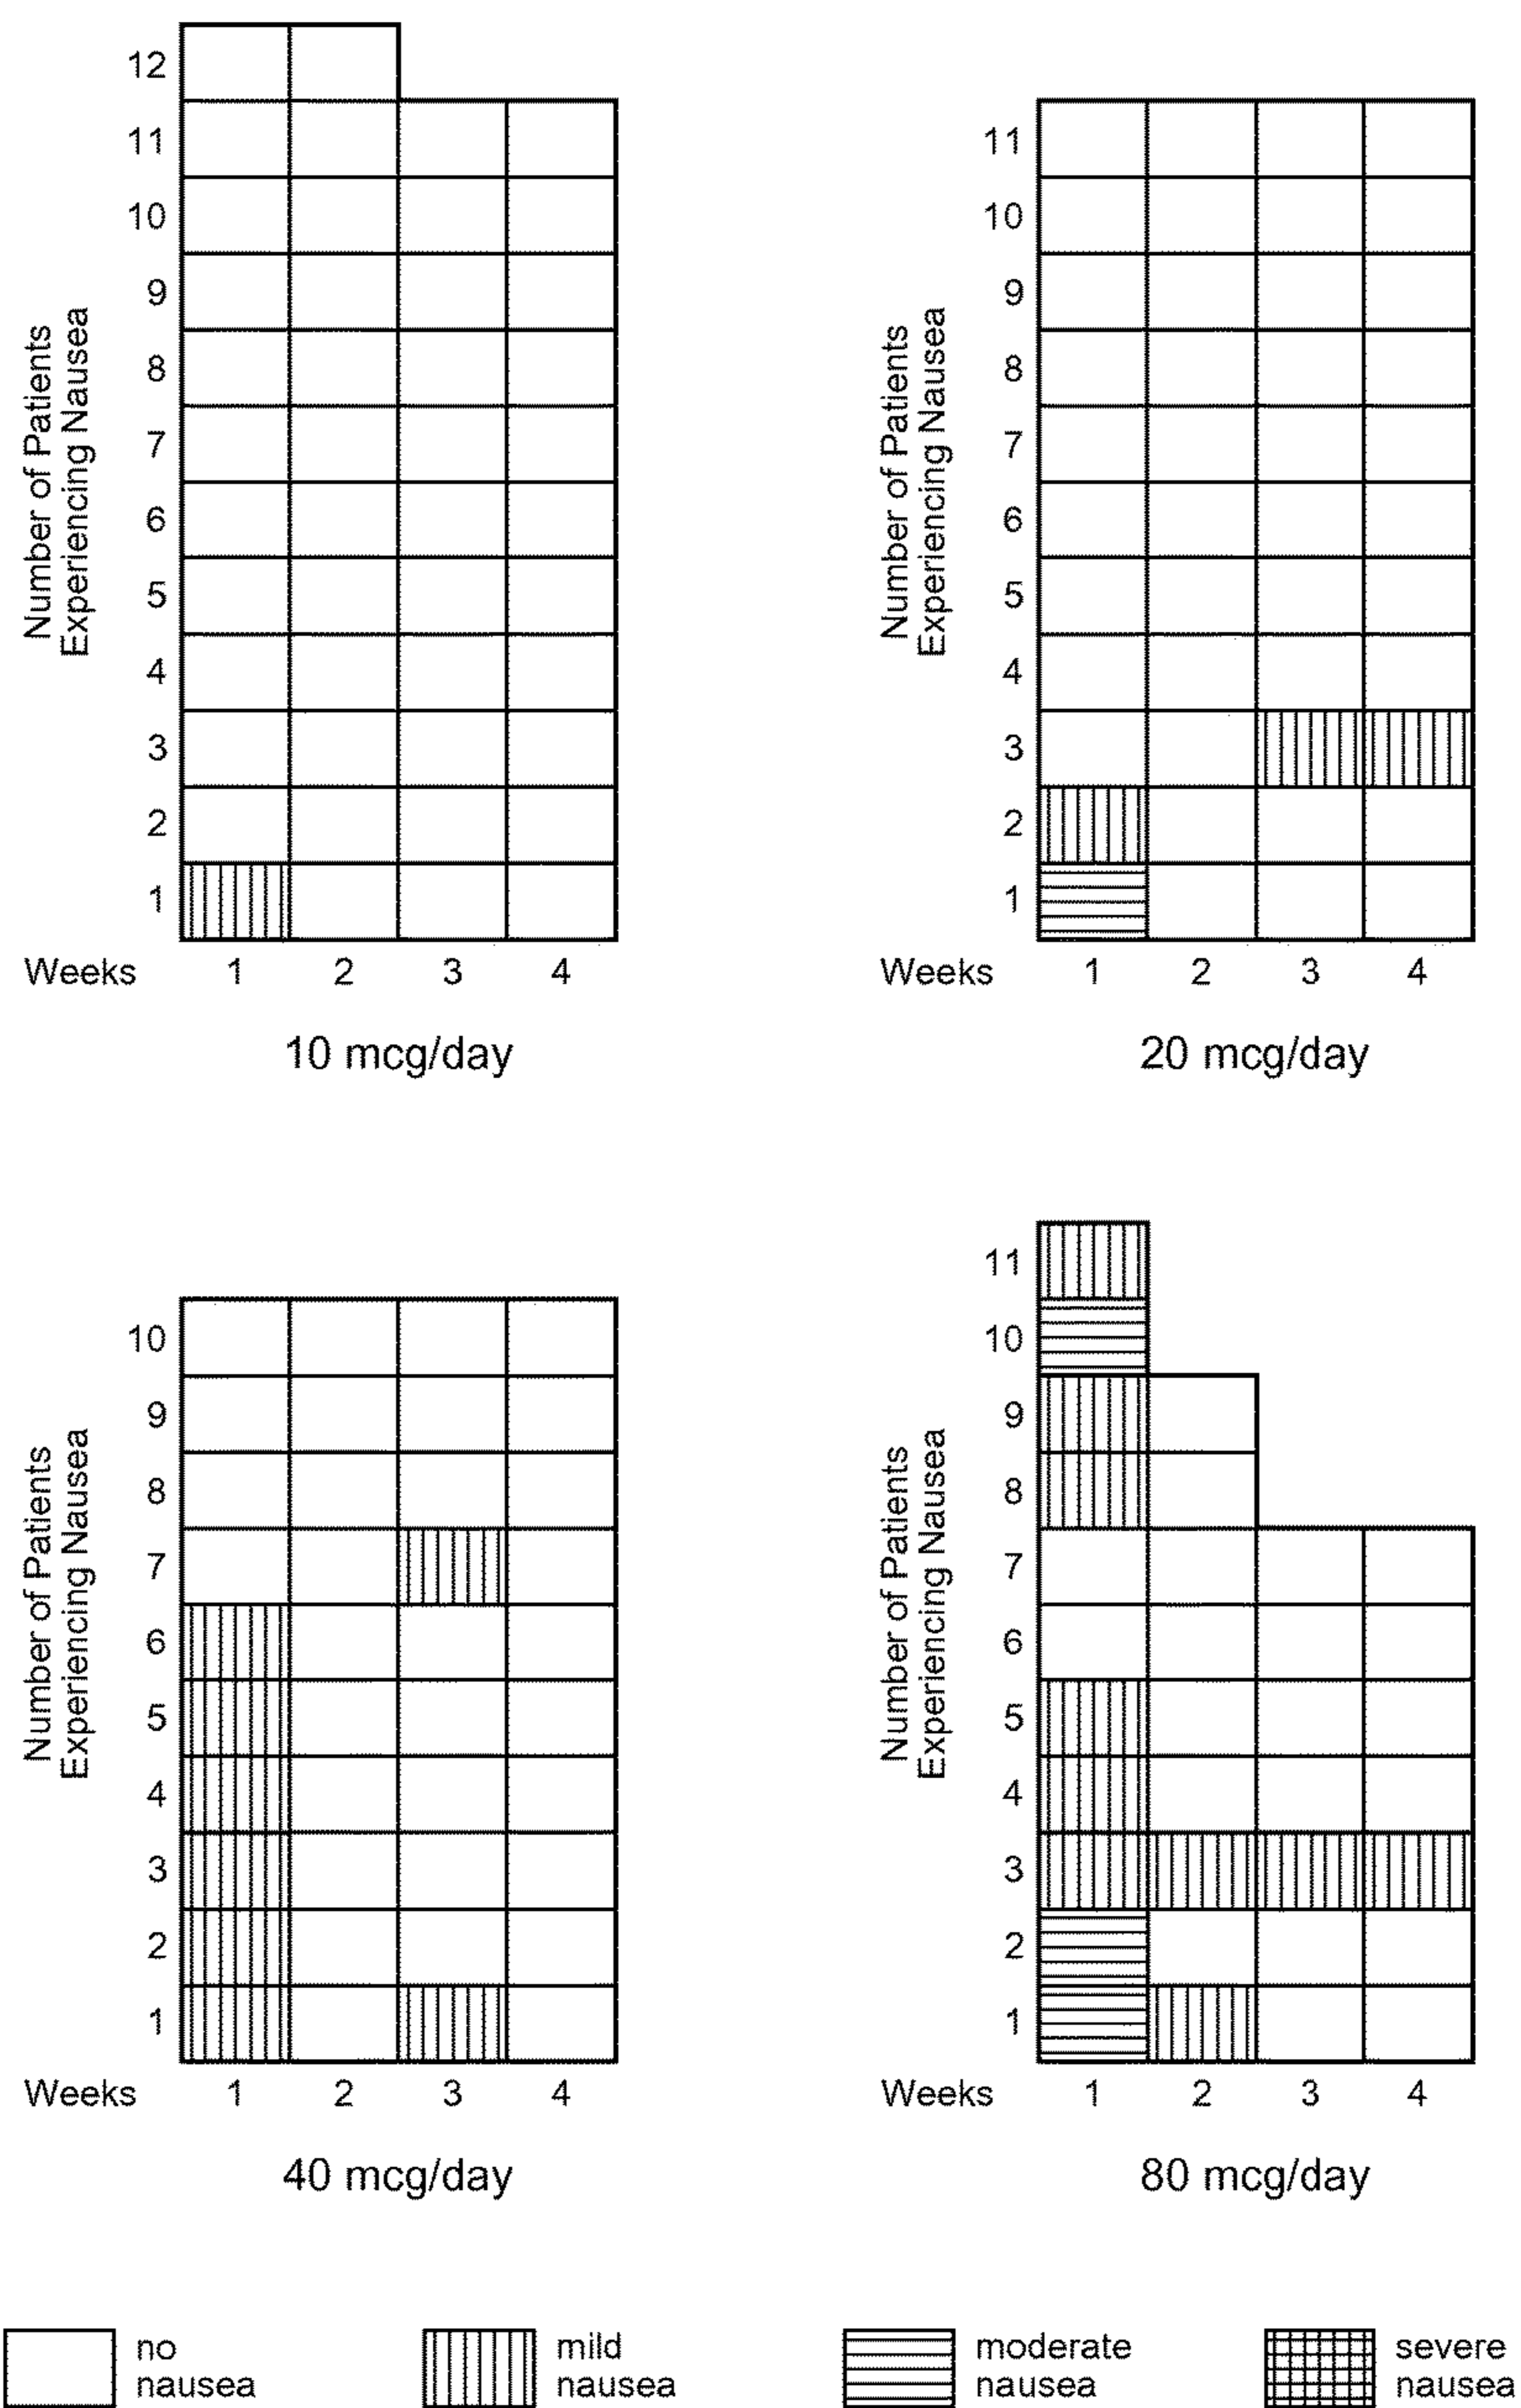 Number of Patients
Experiencing Nausea
12
11
10
9
8
7
6
5
4
3
2
1
Weeks 1 2 3 4
10 mcg/day
Number of Patients
Experiencing Nausea
11
10
9
8
7
6
5
4
3
2
1
Weeks 1 2 3 4
20 mcg/day
Number of Patients
Experiencing Nausea
10
9
8
7
6
5
4
3
2
1
Weeks 1 2 3 4
40 mcg/day
Number of Patients
Experiencing Nausea
11
10
9
8
7
6
5
4
3
2
1
Weeks 1 2 3 4
80 mcg/day
no
nausea
mild
nausea
moderate
nausea
severe
nausea